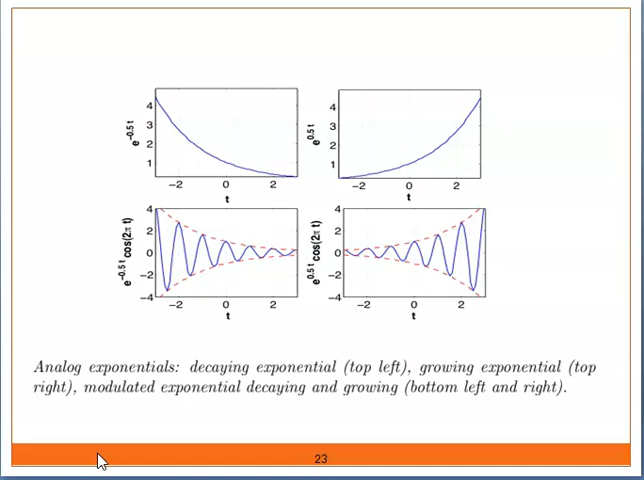 4
3
2
1
e^-0.5 t
-2 0 2
t
4
3
2
1
e^0.5 t
-2 0 2
t
4
2
0
-2
-4
e^-0.5 t cos(2π t)
-2 0 2
t
4
2
0
-2
-4
e^0.5 t cos(2π t)
-2 0 2
t
Analog exponentials: decaying exponential (top left), growing exponential (top
right), modulated exponential decaying and growing (bottom left and right).
23